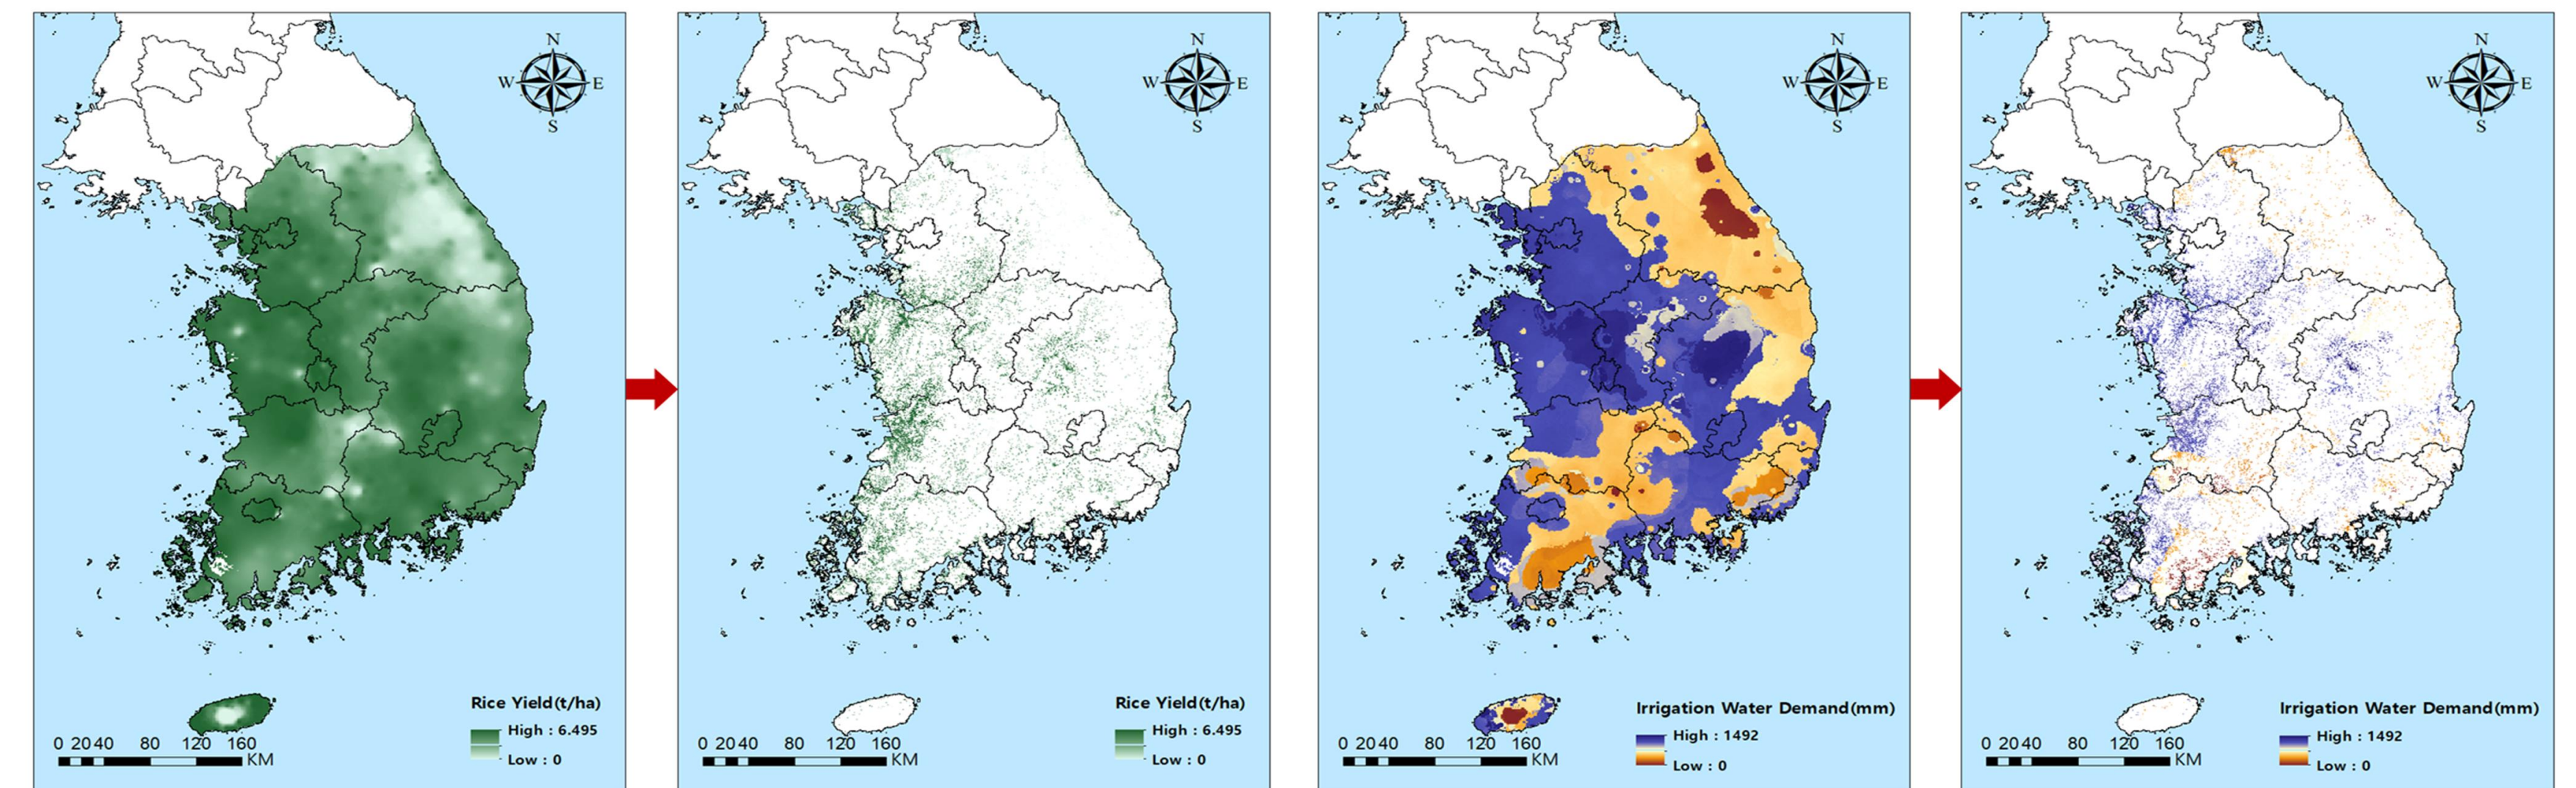 N
W E
S
Rice Yield(t/ha)
High : 6.495
Low : 0
0 20 40 80 120 160
KM
N
W E
S
Rice Yield(t/ha)
High : 6.495
Low : 0
0 20 40 80 120 160
KM
N
W E
S
Irrigation Water Demand(mm)
High : 1492
Low : 0
0 20 40 80 120 160
KM
N
W E
S
Irrigation Water Demand(mm)
High : 1492
Low : 0
0 20 40 80 120 160
KM